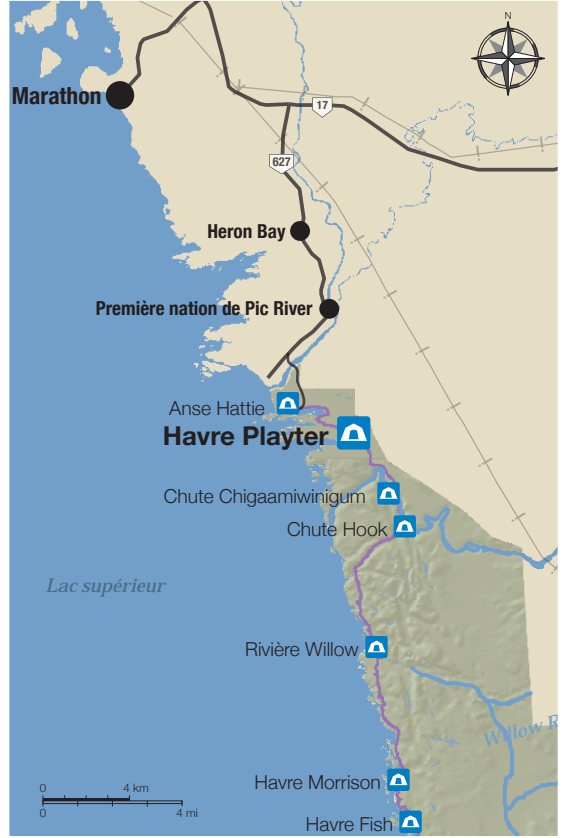 N
Marathon
17
627
Heron Bay
Première nation de Pic River
Anse Hattie
Havre Playter
Chute Chigaamiwinigum
Chute Hook
Lac supérieur
Rivière Willow
Willow R
Havre Morrison
0 4 km
0 4 mi
Havre Fish